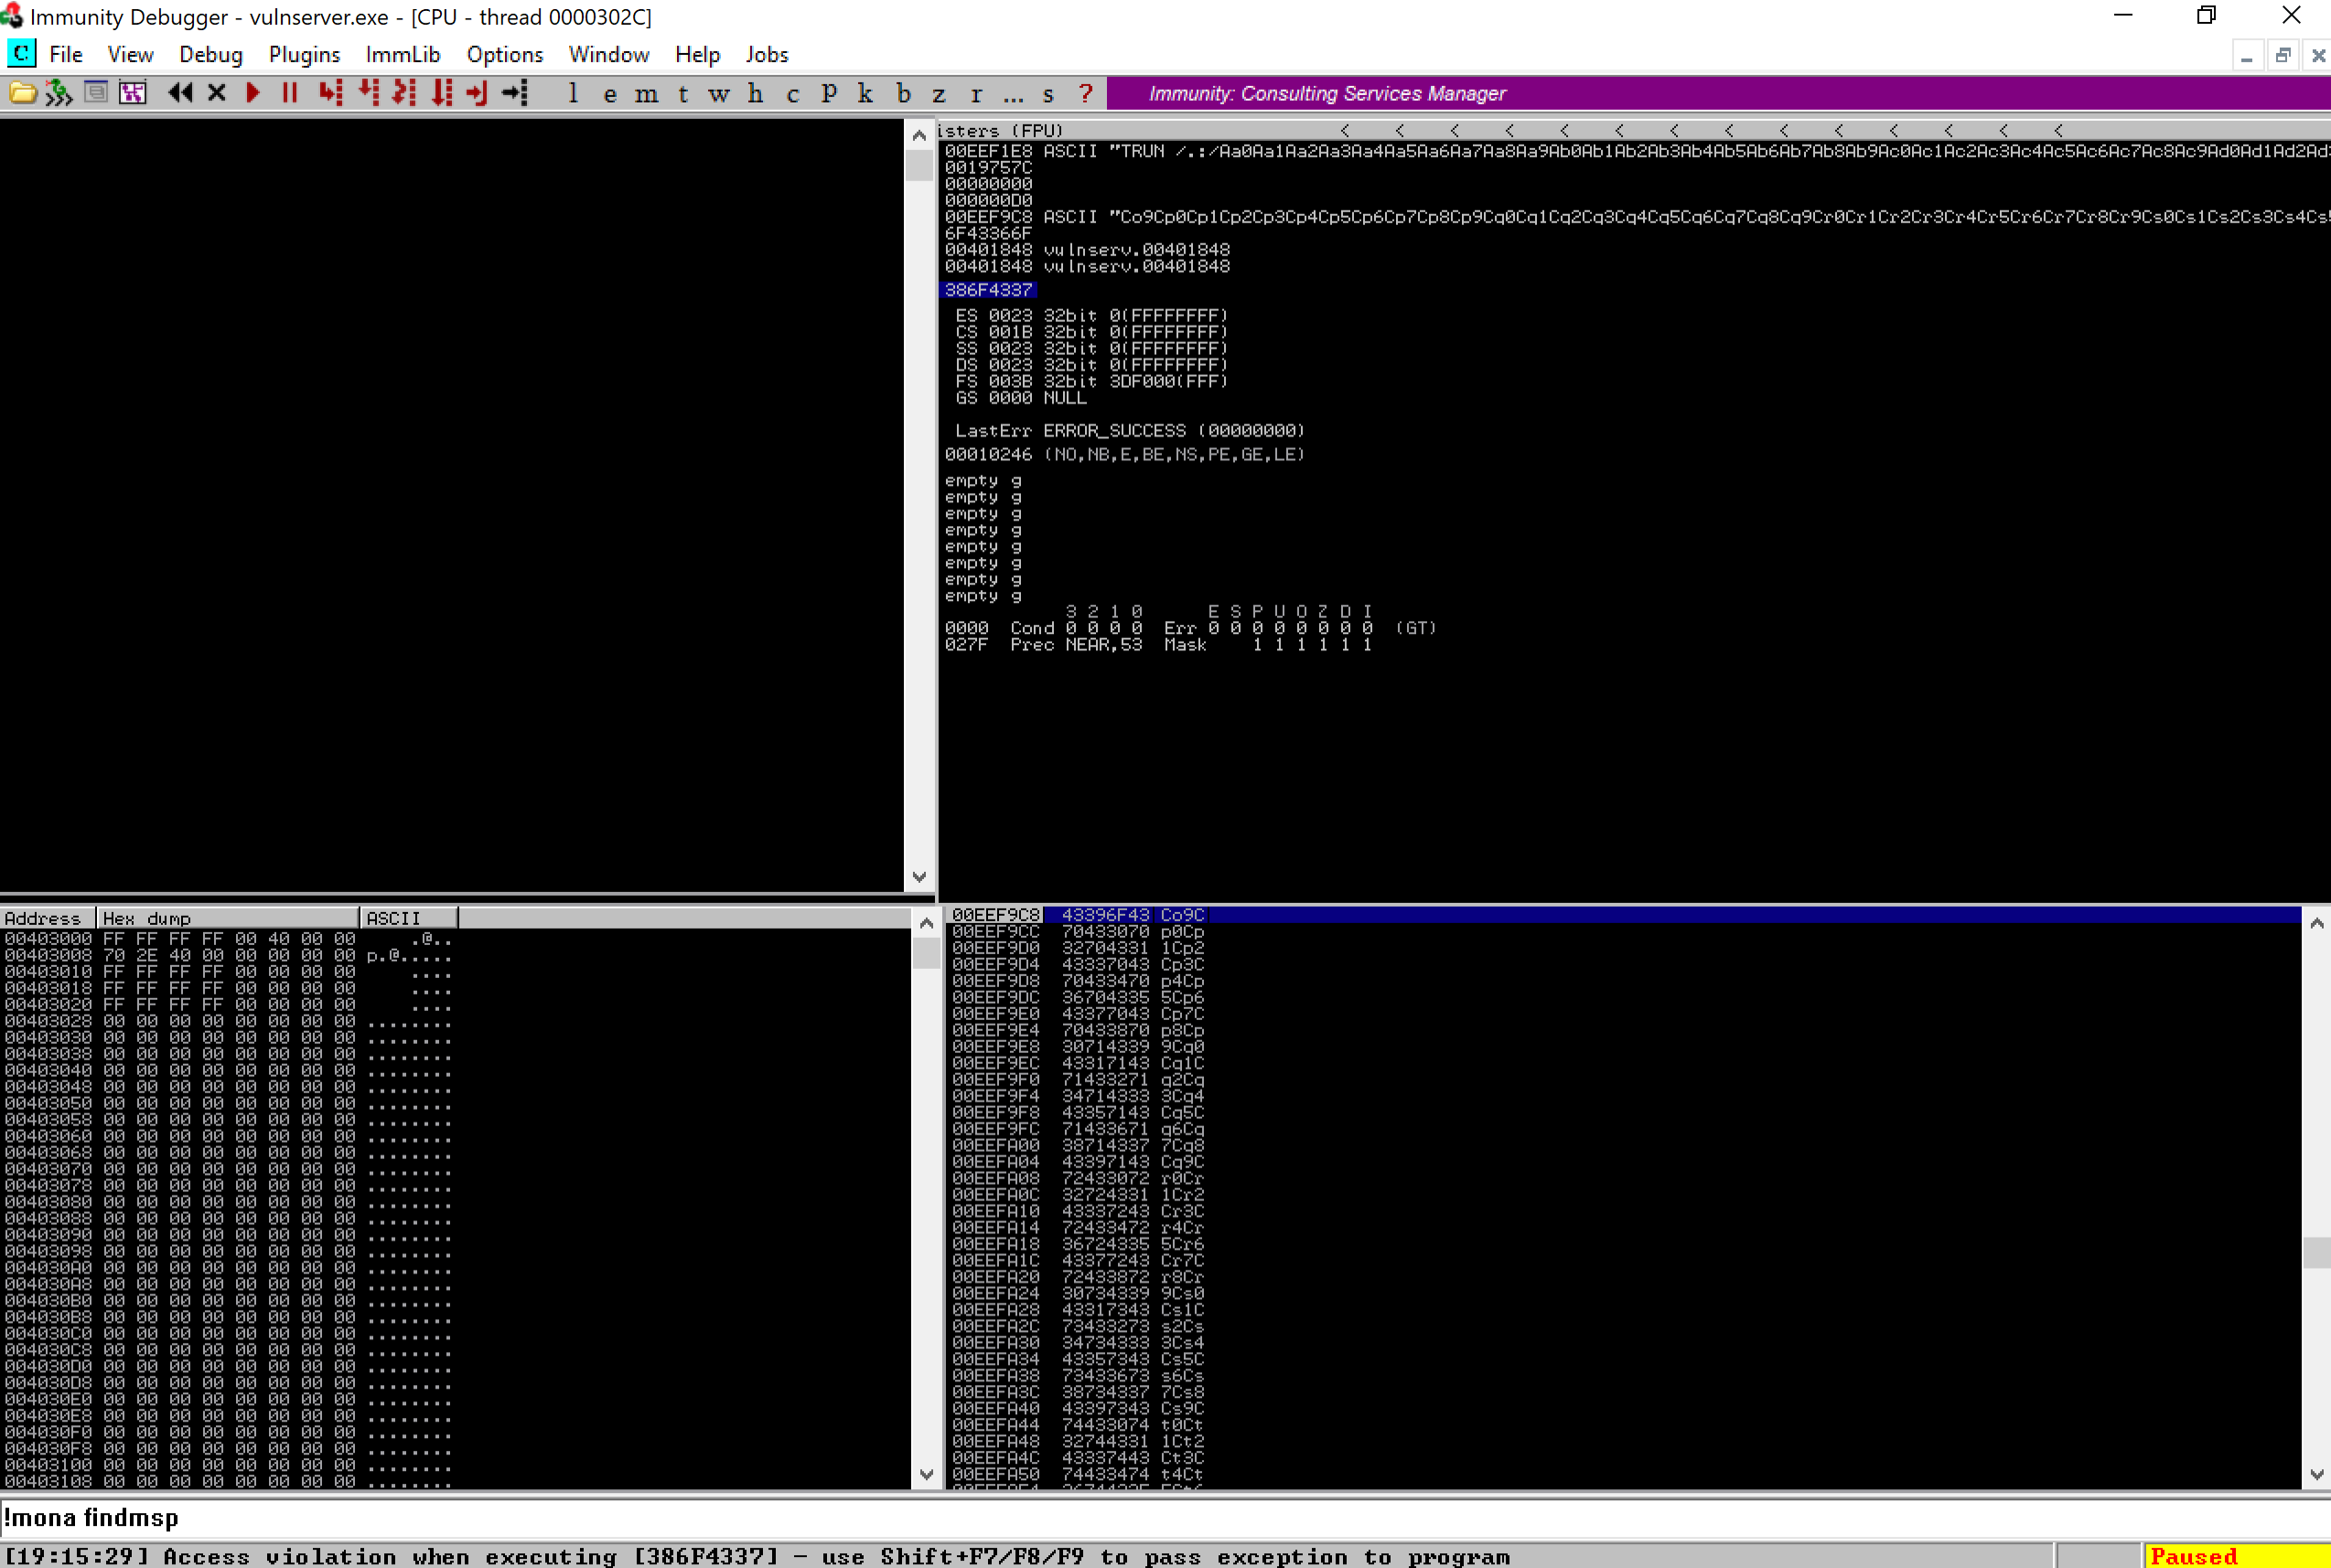 Immunity Debugger - vulnserver.exe - [CPU - thread 0000302C]
File View Debug Plugins ImmLib Options Window Help Jobs
l e m t w h c P k b z r ... s ? Immunity: Consulting Services Manager
isters (FPU) < < < < < < < < < < < < < <
00EEF1E8 ASCII "TRUN /.:/Aa0Aa1Aa2Aa3Aa4Aa5Aa6Aa7Aa8Aa9Ab0Ab1Ab2Ab3Ab4Ab5Ab6Ab7Ab8Ab9Ac0Ac1Ac2Ac3Ac4Ac5Ac6Ac7Ac8Ac9Ad0Ad1Ad2Ad
0019757C
00000000
000000D0
00EEF9C8 ASCII "Co9Cp0Cp1Cp2Cp3Cp4Cp5Cp6Cp7Cp8Cp9Cq0Cq1Cq2Cq3Cq4Cq5Cq6Cq7Cq8Cq9Cr0Cr1Cr2Cr3Cr4Cr5Cr6Cr7Cr8Cr9Cs0Cs1Cs2Cs3Cs4Cs5
6F43366F
00401848 vulnserv.00401848
00401848 vulnserv.00401848
386F4337
ES 0023 32bit 0(FFFFFFFF)
CS 001B 32bit 0(FFFFFFFF)
SS 0023 32bit 0(FFFFFFFF)
DS 0023 32bit 0(FFFFFFFF)
FS 003B 32bit 3DF000(FFF)
GS 0000 NULL
LastErr ERROR_SUCCESS (00000000)
00010246 (NO,NB,E,BE,NS,PE,GE,LE)
empty g
empty g
empty g
empty g
empty g
empty g
empty g
empty g
3 2 1 0 E S P U O Z D I
0000 Cond 0 0 0 0 Err 0 0 0 0 0 0 0 0 (GT)
027F Prec NEAR,53 Mask 1 1 1 1 1 1
Address Hex dump ASCII
00403000 FF FF FF FF 00 40 00 00 .@..
00403008 70 2E 40 00 00 00 00 00 p.@.....
00403010 FF FF FF FF 00 00 00 00 ....
00403018 FF FF FF FF 00 00 00 00 ....
00403020 FF FF FF FF 00 00 00 00 ....
00403028 00 00 00 00 00 00 00 00 ........
00403030 00 00 00 00 00 00 00 00 ........
00403038 00 00 00 00 00 00 00 00 ........
00403040 00 00 00 00 00 00 00 00 ........
00403048 00 00 00 00 00 00 00 00 ........
00403050 00 00 00 00 00 00 00 00 ........
00403058 00 00 00 00 00 00 00 00 ........
00403060 00 00 00 00 00 00 00 00 ........
00403068 00 00 00 00 00 00 00 00 ........
00403070 00 00 00 00 00 00 00 00 ........
00403078 00 00 00 00 00 00 00 00 ........
00403080 00 00 00 00 00 00 00 00 ........
00403088 00 00 00 00 00 00 00 00 ........
00403090 00 00 00 00 00 00 00 00 ........
00403098 00 00 00 00 00 00 00 00 ........
004030A0 00 00 00 00 00 00 00 00 ........
004030A8 00 00 00 00 00 00 00 00 ........
004030B0 00 00 00 00 00 00 00 00 ........
004030B8 00 00 00 00 00 00 00 00 ........
004030C0 00 00 00 00 00 00 00 00 ........
004030C8 00 00 00 00 00 00 00 00 ........
004030D0 00 00 00 00 00 00 00 00 ........
004030D8 00 00 00 00 00 00 00 00 ........
004030E0 00 00 00 00 00 00 00 00 ........
004030E8 00 00 00 00 00 00 00 00 ........
004030F0 00 00 00 00 00 00 00 00 ........
004030F8 00 00 00 00 00 00 00 00 ........
00403100 00 00 00 00 00 00 00 00 ........
00403108 00 00 00 00 00 00 00 00 ........
00EEF9C8 43396F43 Co9C
00EEF9CC 70433070 p0Cp
00EEF9D0 32704331 1Cp2
00EEF9D4 43337043 Cp3C
00EEF9D8 70433470 p4Cp
00EEF9DC 36704335 5Cp6
00EEF9E0 43377043 Cp7C
00EEF9E4 70433870 p8Cp
00EEF9E8 30714339 9Cq0
00EEF9EC 43317143 Cq1C
00EEF9F0 71433271 q2Cq
00EEF9F4 34714333 3Cq4
00EEF9F8 43357143 Cq5C
00EEF9FC 71433671 q6Cq
00EEFA00 38714337 7Cq8
00EEFA04 43397143 Cq9C
00EEFA08 72433072 r0Cr
00EEFA0C 32724331 1Cr2
00EEFA10 43337243 Cr3C
00EEFA14 72433472 r4Cr
00EEFA18 36724335 5Cr6
00EEFA1C 43377243 Cr7C
00EEFA20 72433872 r8Cr
00EEFA24 30734339 9Cs0
00EEFA28 43317343 Cs1C
00EEFA2C 73433273 s2Cs
00EEFA30 34734333 3Cs4
00EEFA34 43357343 Cs5C
00EEFA38 73433673 s6Cs
00EEFA3C 38734337 7Cs8
00EEFA40 43397343 Cs9C
00EEFA44 74433074 t0Ct
00EEFA48 32744331 1Ct2
00EEFA4C 43337443 Ct3C
00EEFA50 74433474 t4Ct
!mona findmsp
[19:15:29] Access violation when executing [386F4337] - use Shift+F7/F8/F9 to pass exception to program
Paused